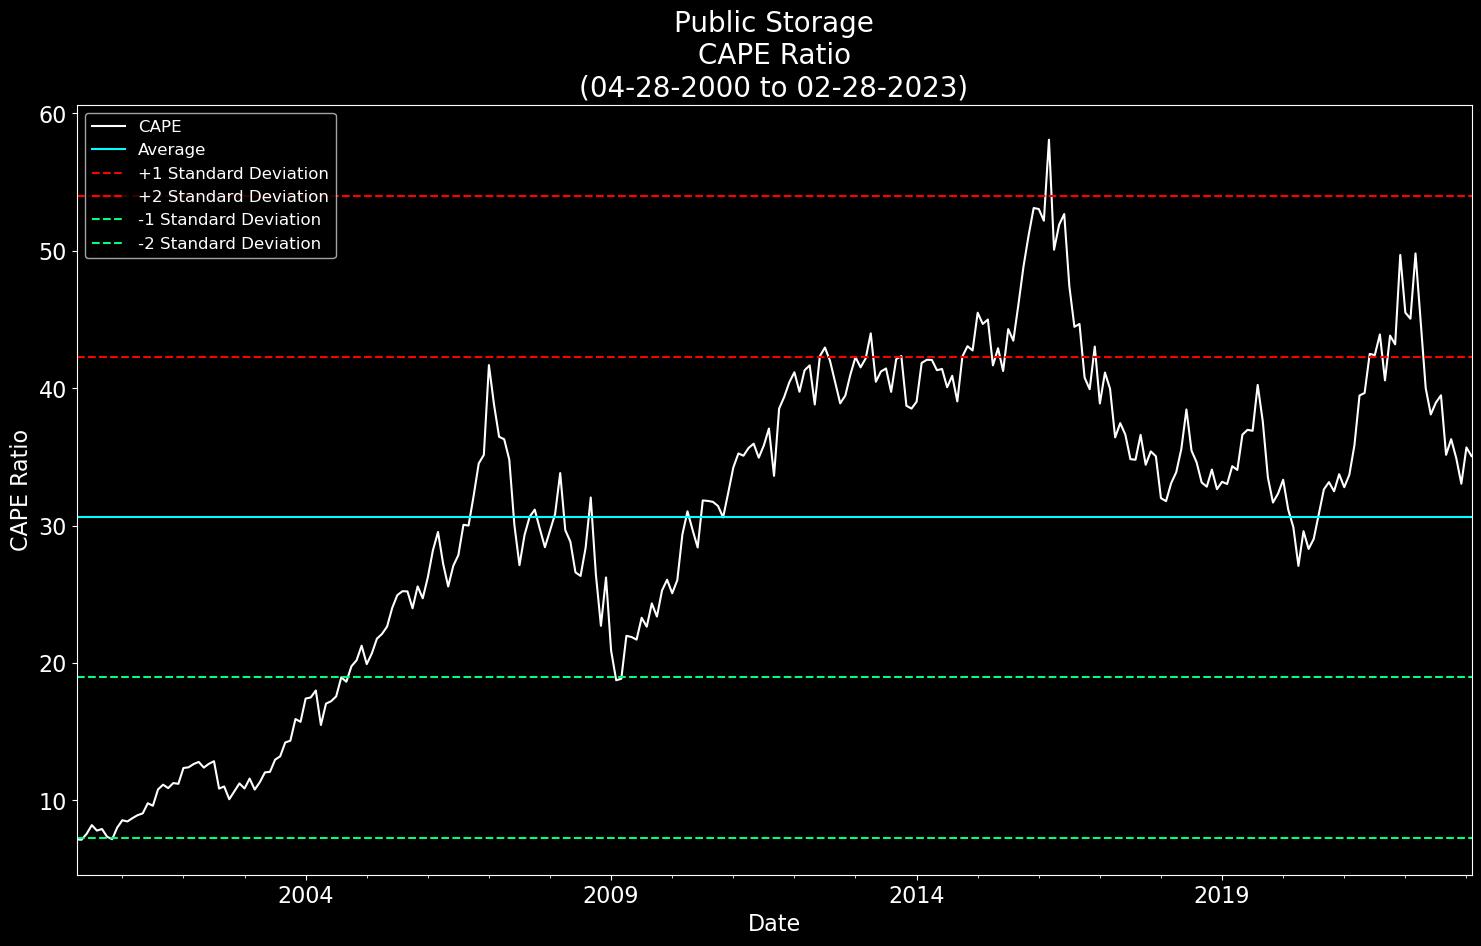 Public Storage
CAPE Ratio
(04-28-2000 to 02-28-2023)
60
50
40
30
20
10
CAPE Ratio
CAPE
Average
+1 Standard Deviation
+2 Standard Deviation
-1 Standard Deviation
-2 Standard Deviation
2004
2009
2014
2019
Date